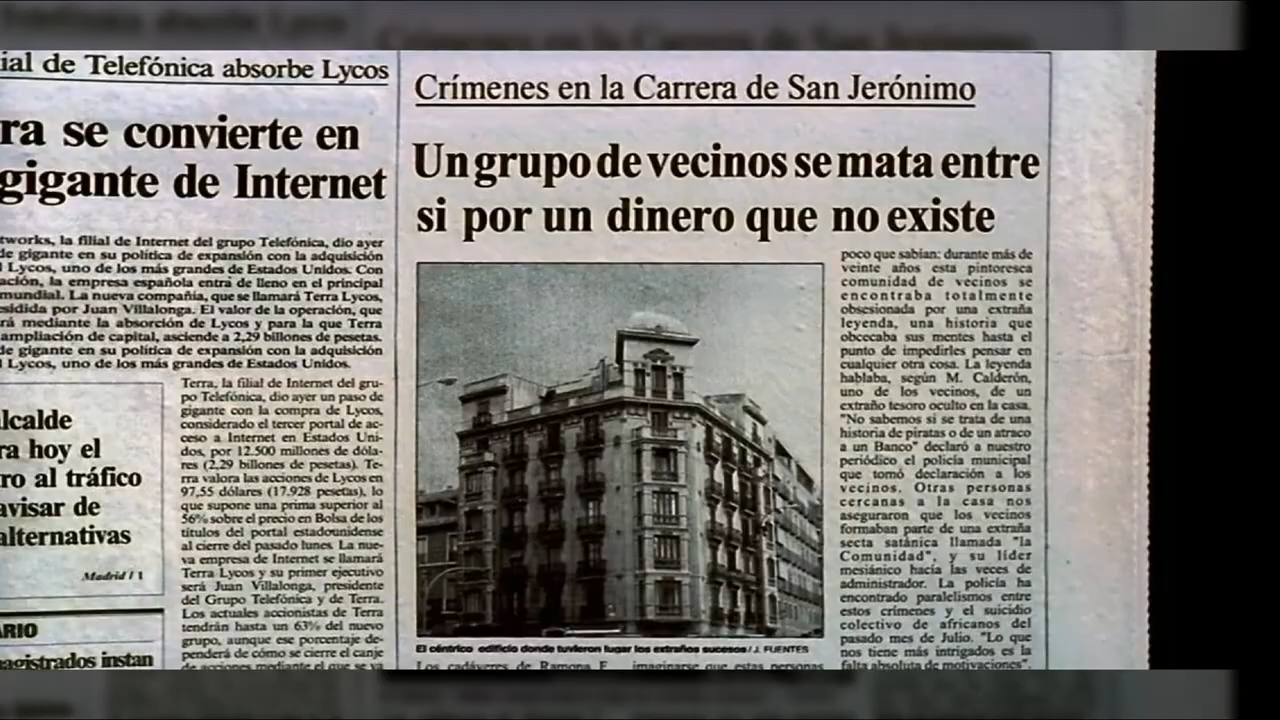 ial de Telefónica absorbe Lycos
ra se convierte en
gigante de Internet
tworks, la filial de Internet del grupo Telefónica, dio ayer
de gigante en su política de expansión con la adquisición
l Lycos, uno de los más grandes de Estados Unidos. Con
ación, la empresa española entra de lleno en el principal
mundial. La nueva compañía, que se llamará Terra Lycos,
esidida por Juan Villalonga. El valor de la operación, que
rá mediante la absorción de Lycos y para la que Terra
ampliación de capital, asciende a 2,29 billones de pesetas.
de gigante en su política de expansión con la adquisición
l Lycos, uno de los más grandes de Estados Unidos.
Terra, la filial de Internet del gru-
po Telefónica, dio ayer un paso de
gigante con la compra de Lycos,
considerado el tercer portal de ac-
ceso a Internet en Estados Uni-
dos, por 12.500 millones de dóla-
res (2,29 billones de pesetas). Te-
rra valora las acciones de Lycos en
97,55 dólares (17.928 pesetas), lo
que supone una prima superior al
56% sobre el precio en Bolsa de los
títulos del portal estadounidense
al cierre del pasado lunes. La nue-
va empresa de Internet se llamará
Terra Lycos y su primer ejecutivo
será Juan Villalonga, presidente
del Grupo Telefónica y de Terra.
Los actuales accionistas de Terra
tendrán hasta un 63% del nuevo
grupo, aunque ese porcentaje de-
penderá de cómo se cierre el canje
de acciones mediante el que se va
lcalde
ra hoy el
ro al tráfico
avisar de
alternativas
Madrid / 1
ARIO
nagistrados instan
Crímenes en la Carrera de San Jerónimo
Un grupo de vecinos se mata entre
si por un dinero que no existe
El céntrico edificio donde tuvieron lugar los extraños sucesos/ J. FUENTES
Los cadáveres de Ramona F.
imaginarse que estas personas
poco que sabían: durante más de
veinte años esta pintoresca
comunidad de vecinos se
encontraba totalmente
obsesionada por una extraña
leyenda, una historia que
obcecaba sus mentes hasta el
punto de impedirles pensar en
cualquier otra cosa. La leyenda
hablaba, según M. Calderón,
uno de los vecinos, de un
extraño tesoro oculto en la casa.
"No sabemos si se trata de una
historia de piratas o de un atraco
a un Banco" declaró a nuestro
periódico el policía municipal
que tomó declaración a los
vecinos. Otras personas
cercanas a la casa nos
aseguraron que los vecinos
formaban parte de una extraña
secta satánica llamada "la
Comunidad", y su líder
mesiánico hacía las veces de
administrador. La policía ha
encontrado paralelismos entre
estos crímenes y el suicidio
colectivo de africanos del
pasado mes de Julio. "Lo que
nos tiene más intrigados es la
falta absoluta de motivaciones".